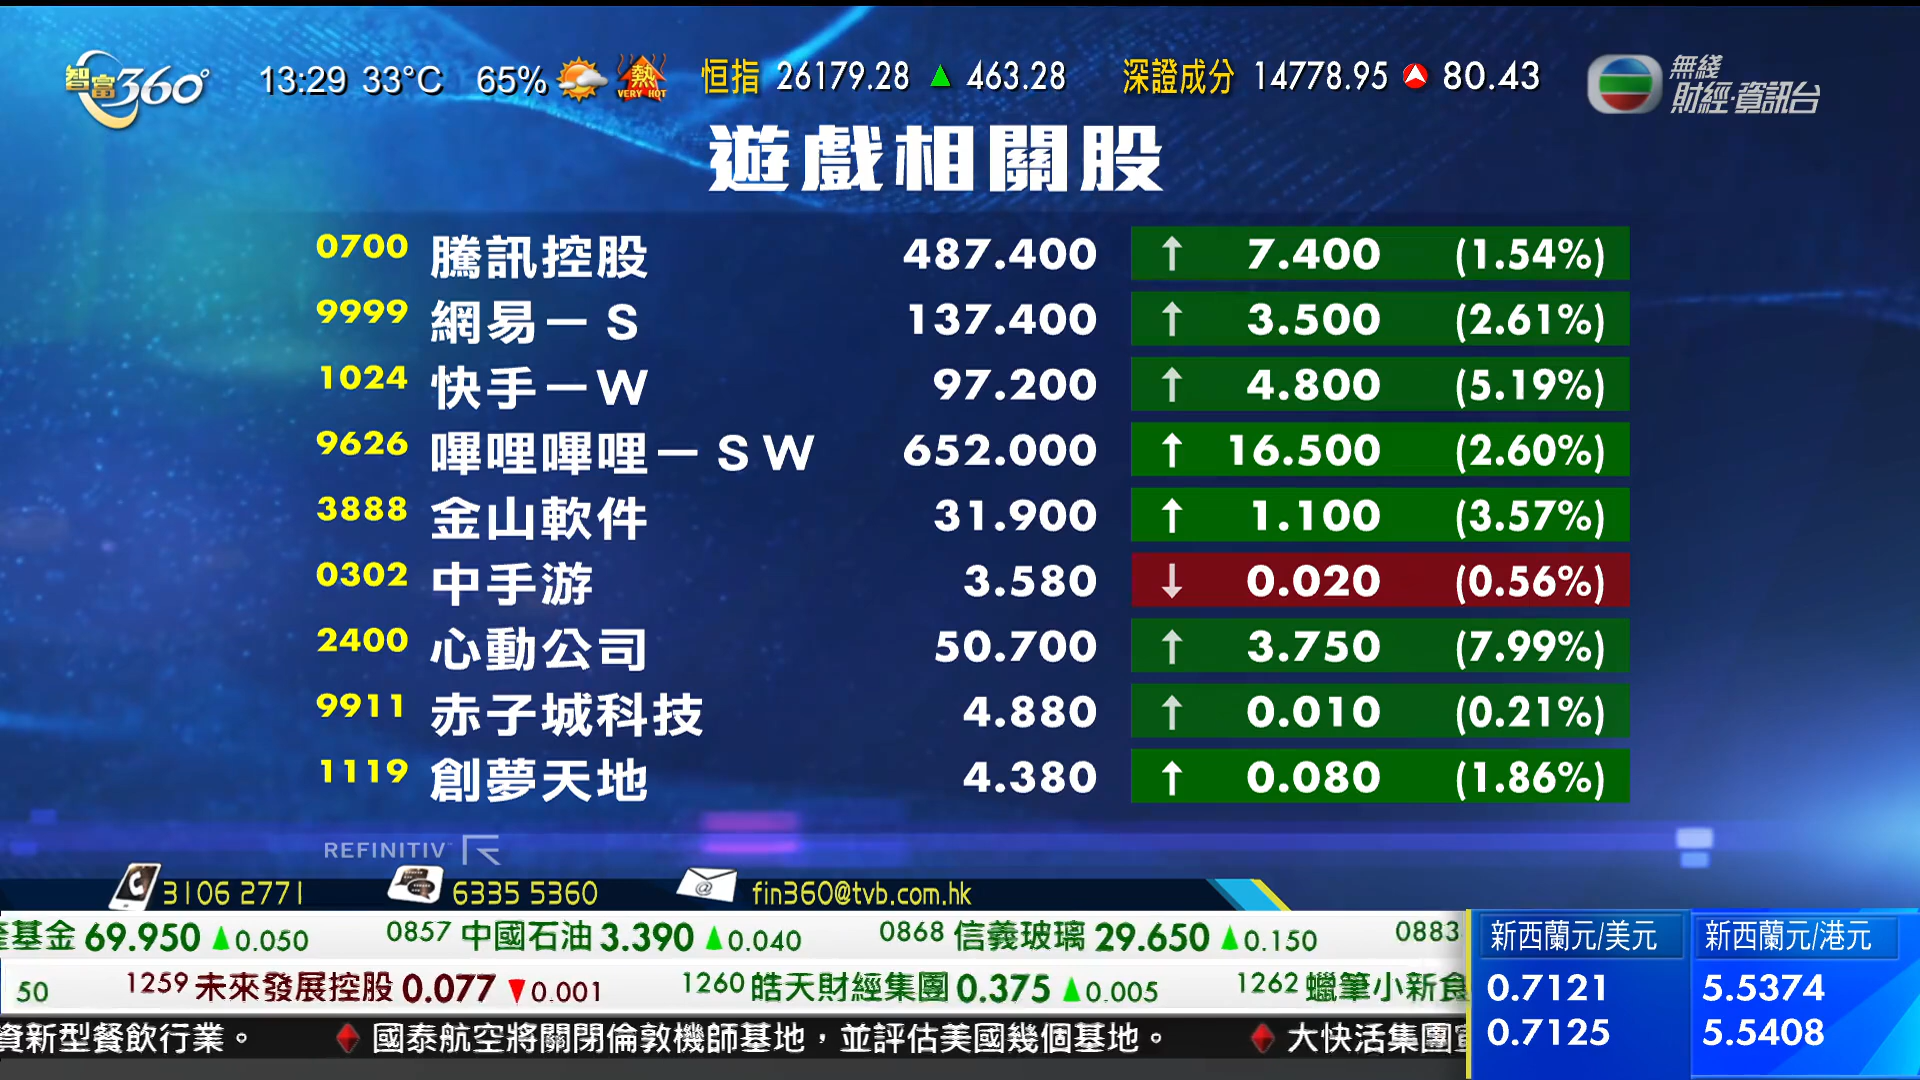 智富360°
13:29 33°C 65% 熱 VERY HOT 恒指 26179.28 ▲ 463.28 深證成分 14778.95 80.43
無綫
財經·資訊台
遊戲相關股
0700 騰訊控股 487.400 ↑ 7.400 (1.54%)
9999 網易－S 137.400 ↑ 3.500 (2.61%)
1024 快手－W 97.200 ↑ 4.800 (5.19%)
9626 嗶哩嗶哩－SW 652.000 ↑ 16.500 (2.60%)
3888 金山軟件 31.900 ↑ 1.100 (3.57%)
0302 中手游 3.580 ↓ 0.020 (0.56%)
2400 心動公司 50.700 ↑ 3.750 (7.99%)
9911 赤子城科技 4.880 ↑ 0.010 (0.21%)
1119 創夢天地 4.380 ↑ 0.080 (1.86%)
REFINITIV
3106 2771 6335 5360 fin360@tvb.com.hk
基金 69.950 ▲0.050 0857 中國石油 3.390 ▲0.040 0868 信義玻璃 29.650 ▲0.150 0883
50 1259 未來發展控股 0.077 ▼0.001 1260 皓天財經集團 0.375 ▲0.005 1262 蠟筆小新食
資新型餐飲行業。 國泰航空將關閉倫敦機師基地，並評估美國幾個基地。 大快活集團
新西蘭元/美元 新西蘭元/港元
0.7121 5.5374
0.7125 5.5408